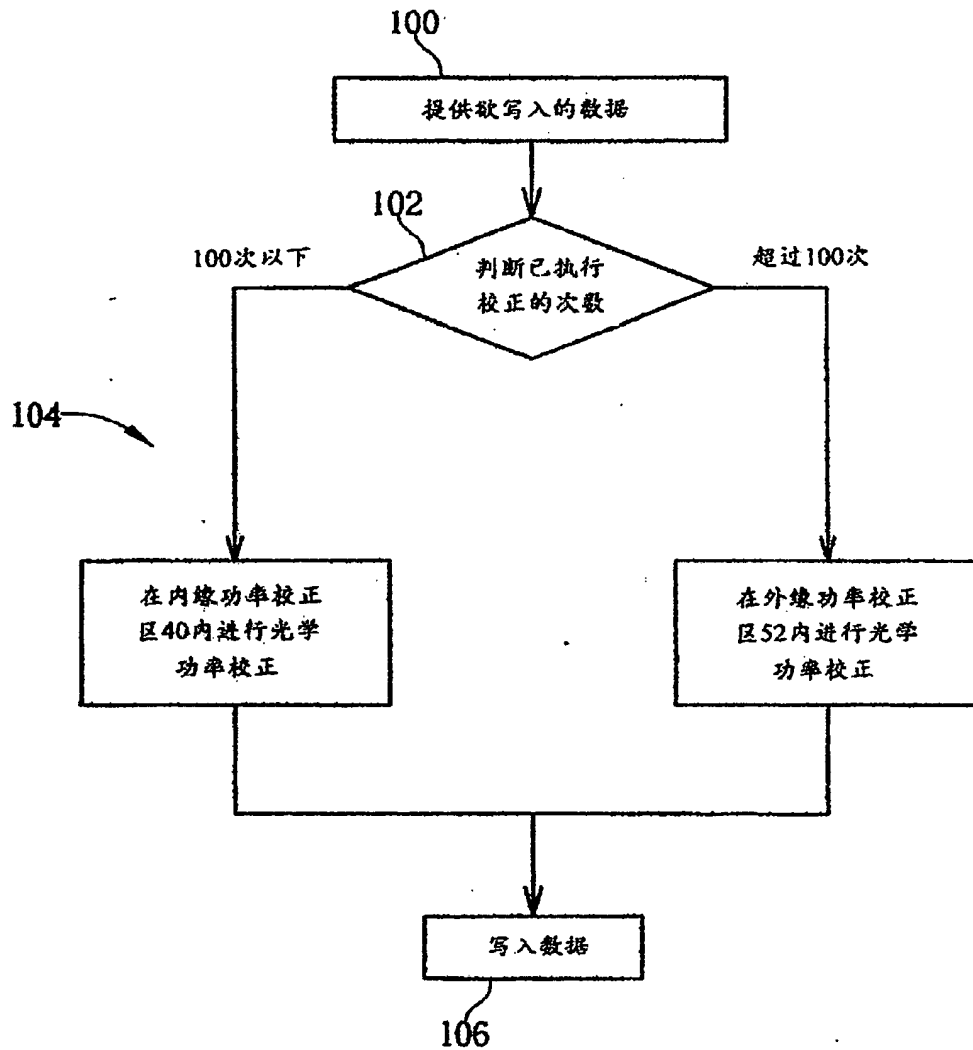 100
提供欲写入的数据
102
100次以下
判断已执行
校正的次数
超过100次
104
在内缘功率校正
区40内进行光学
功率校正
在外缘功率校正
区52内进行光学
功率校正
写入数据
106